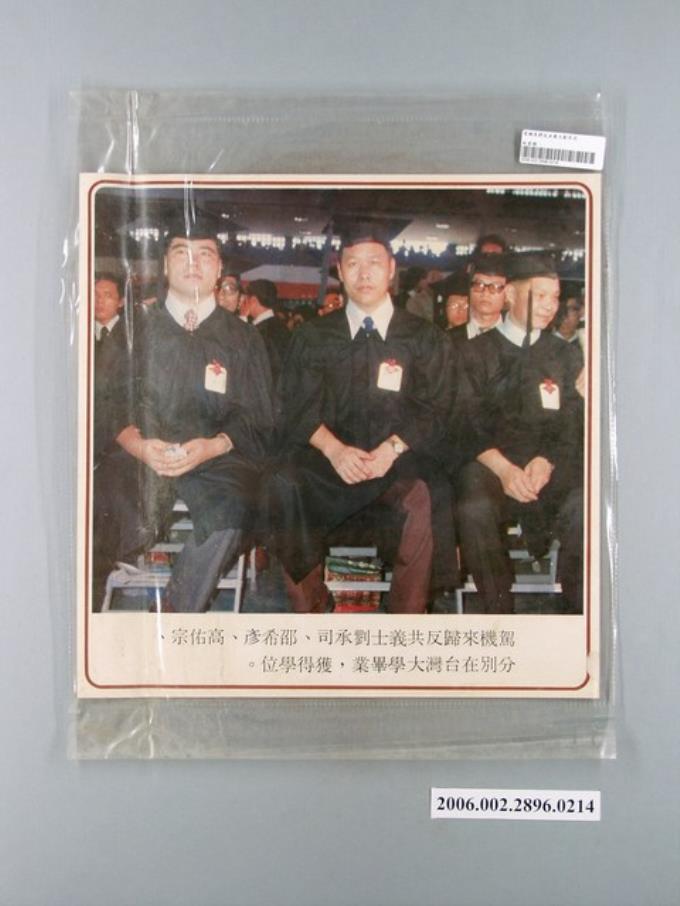 駕機來歸反共義士劉承司、邵希彥、高佑宗、
分別在台灣大學畢業，獲得學位。
2006.002.2896.0214